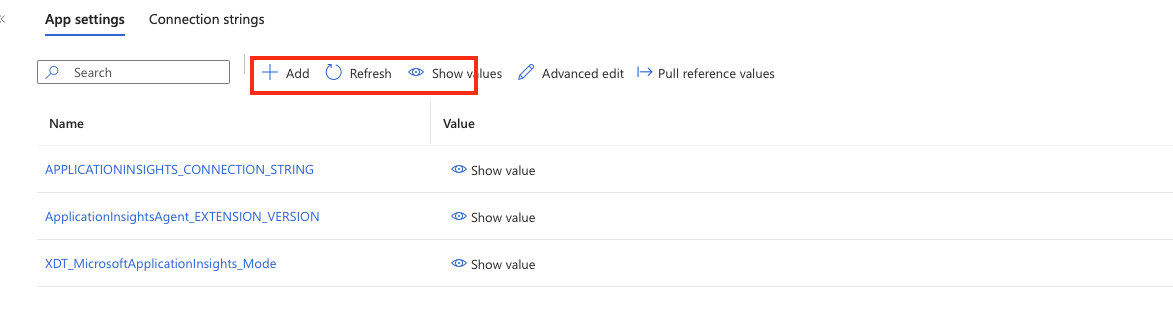 App settings Connection strings
Search Add Refresh Show values Advanced edit Pull reference values
Name Value
APPLICATIONINSIGHTS_CONNECTION_STRING Show value
ApplicationInsightsAgent_EXTENSION_VERSION Show value
XDT_MicrosoftApplicationInsights_Mode Show value